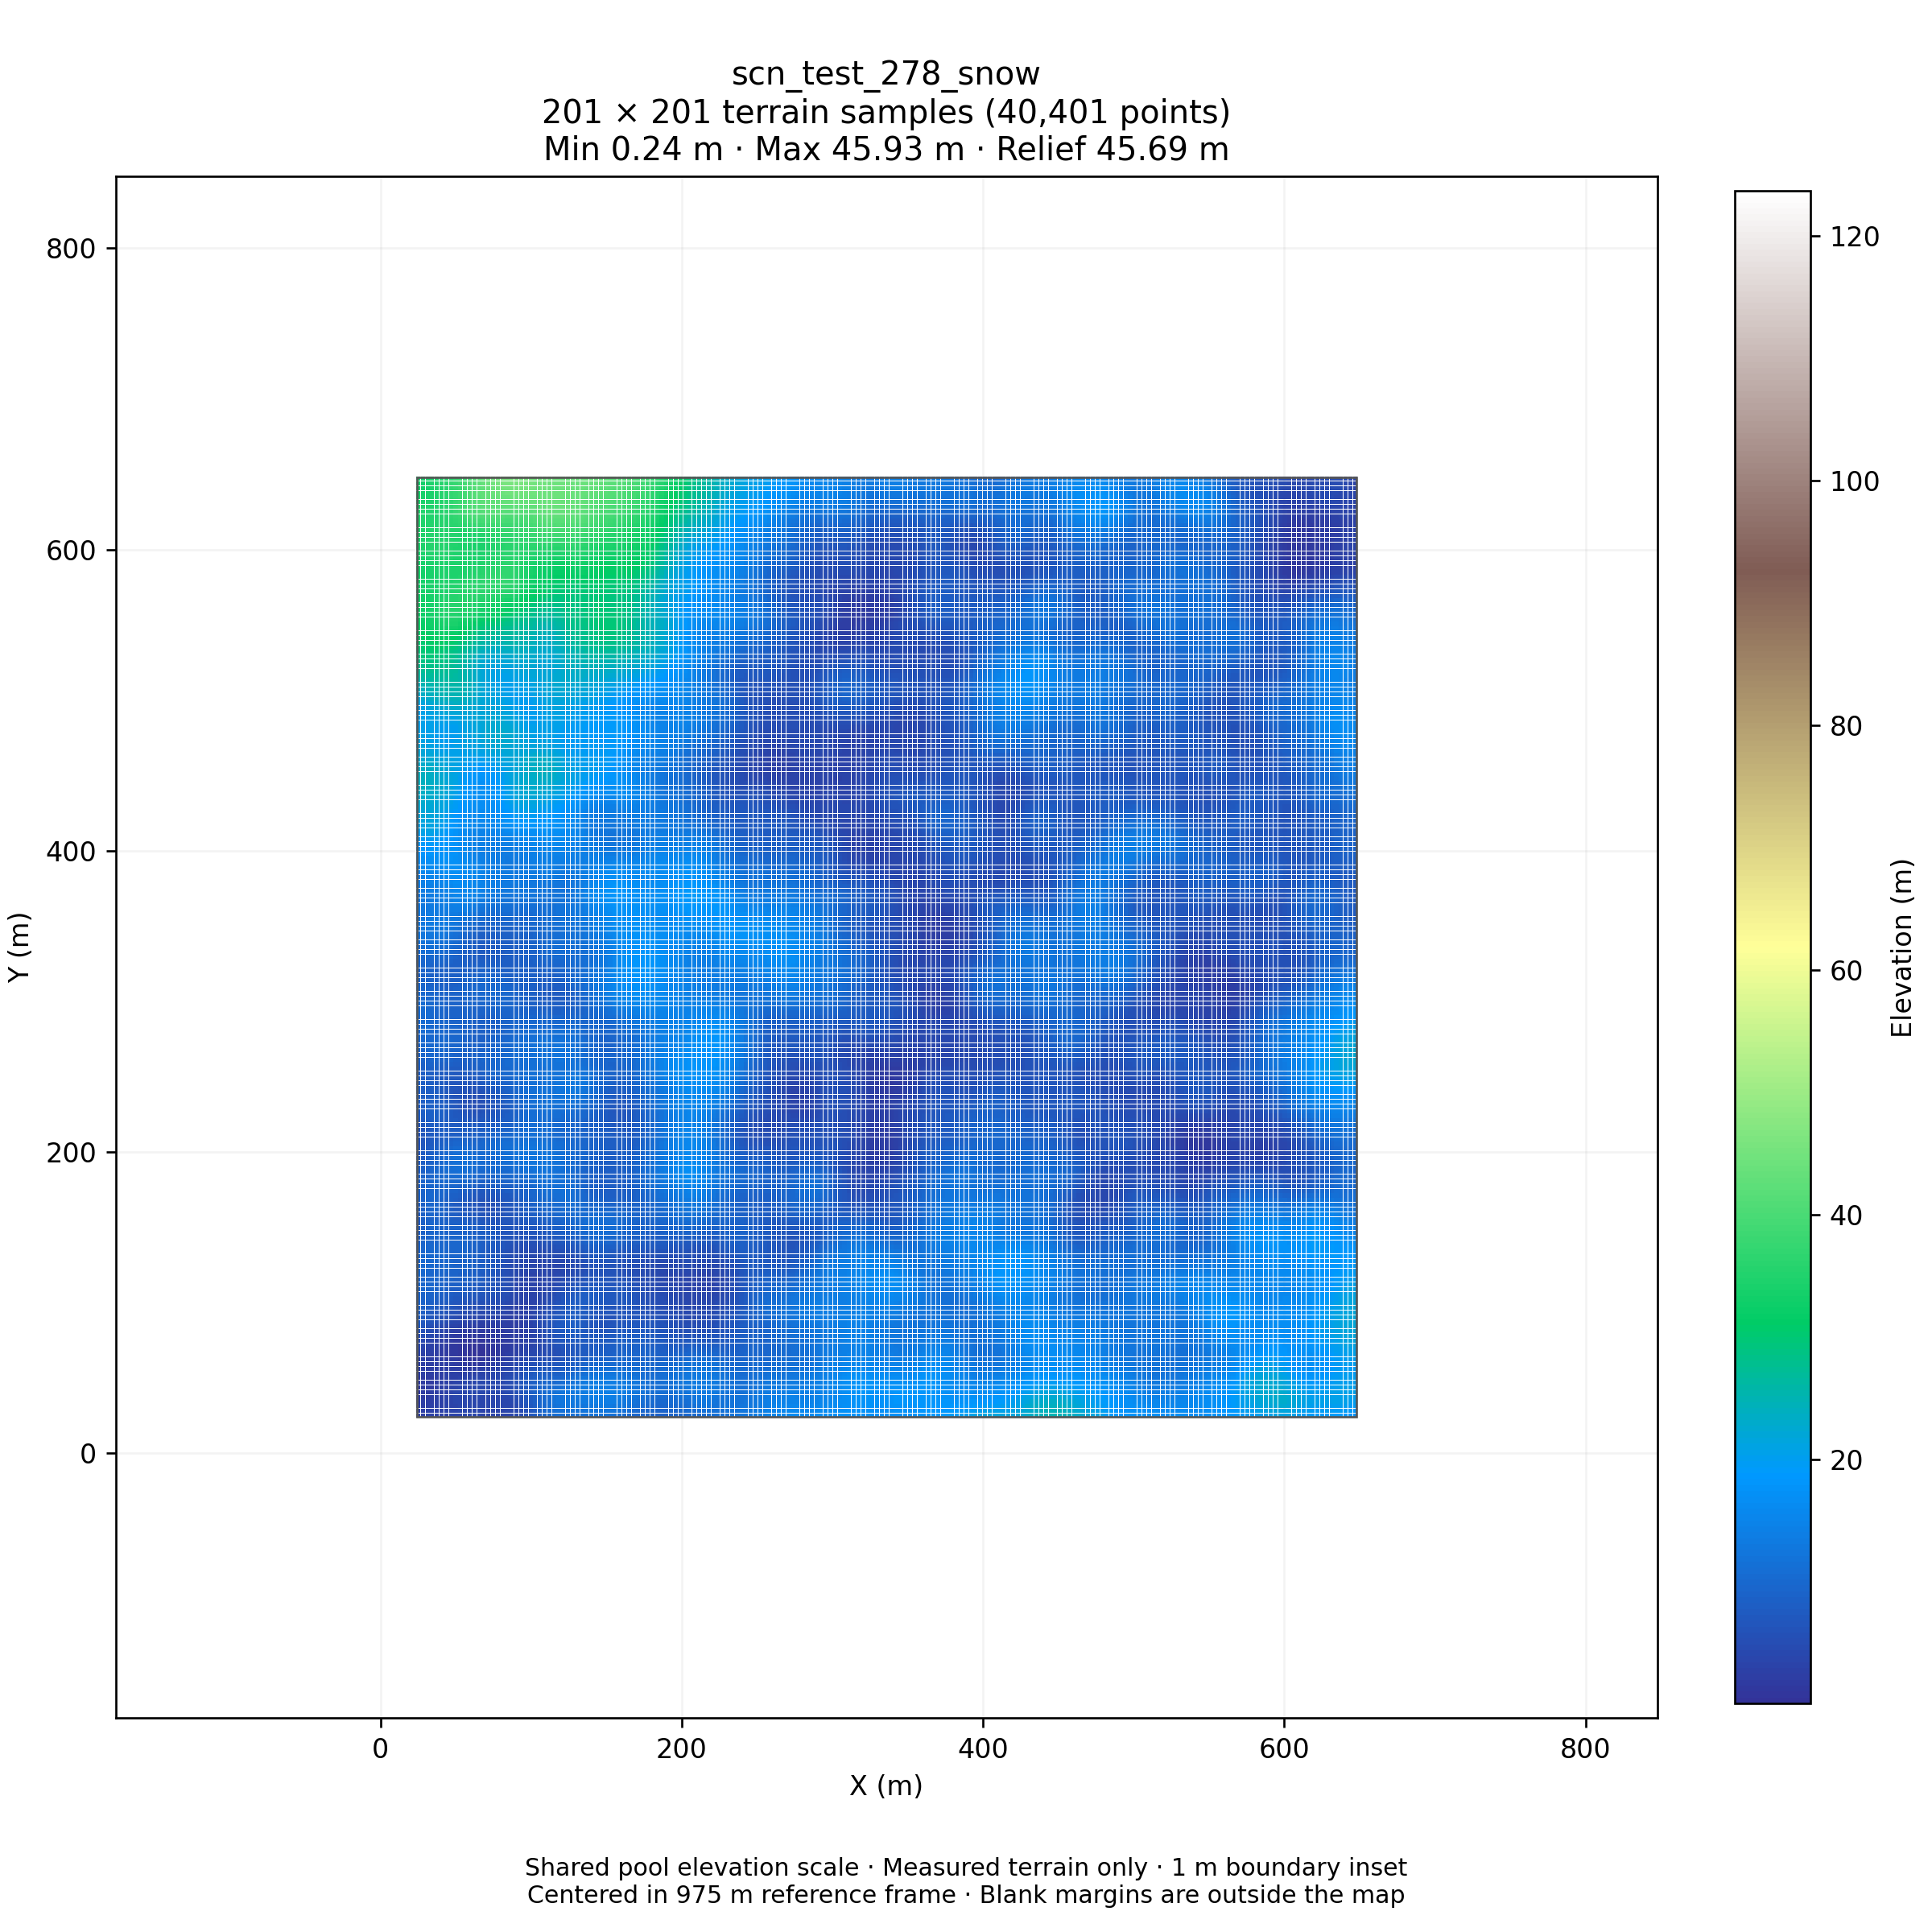 scn_test_278_snow
201 × 201 terrain samples (40,401 points)
Min 0.24 m · Max 45.93 m · Relief 45.69 m
800
600
400
200
0
Y (m)
0
200
400
600
800
X (m)
120
100
80
60
40
20
Elevation (m)
Shared pool elevation scale · Measured terrain only · 1 m boundary inset
Centered in 975 m reference frame · Blank margins are outside the map